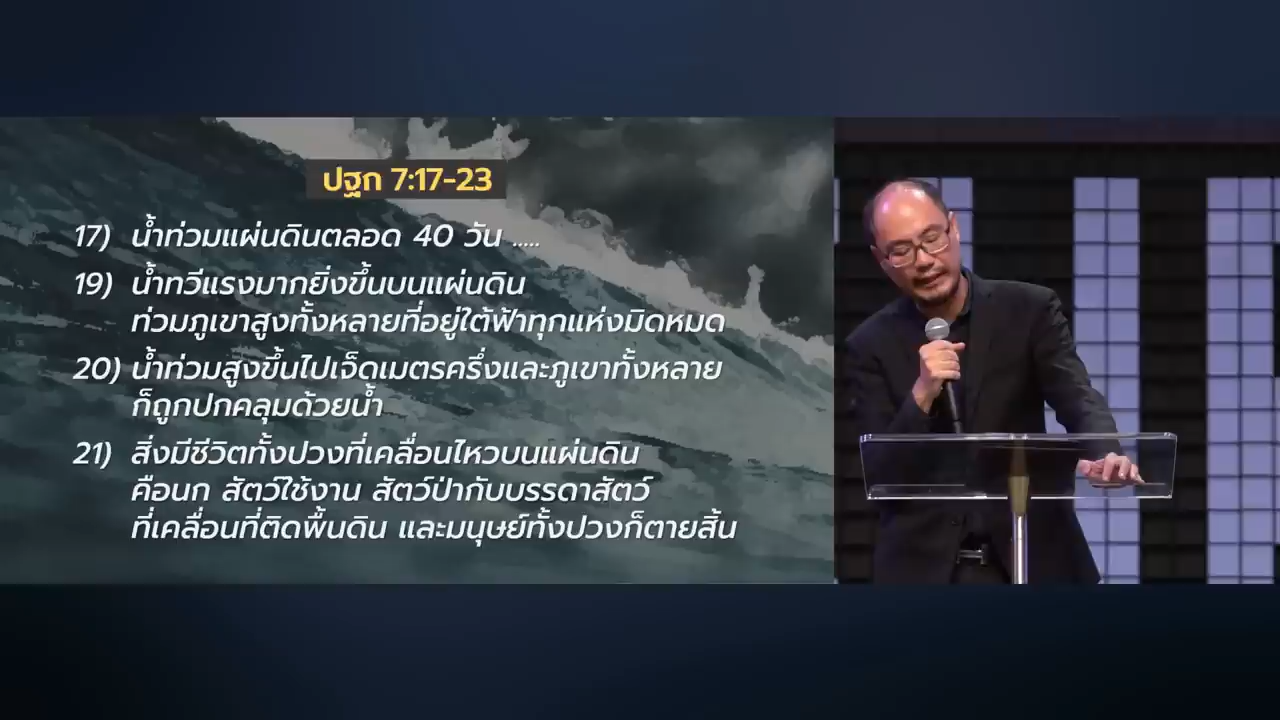 ปฐก 7:17-23
17) น้ำท่วมแผ่นดินตลอด 40 วัน .....
19) น้ำทวีแรงมากยิ่งขึ้นบนแผ่นดิน
ท่วมภูเขาสูงทั้งหลายที่อยู่ใต้ฟ้าทุกแห่งมิดหมด
20) น้ำท่วมสูงขึ้นไปเจ็ดเมตรครึ่งและภูเขาทั้งหลาย
ก็ถูกปกคลุมด้วยน้ำ
21) สิ่งมีชีวิตทั้งปวงที่เคลื่อนไหวบนแผ่นดิน
คือนก สัตว์ใช้งาน สัตว์ป่ากับบรรดาสัตว์
ที่เคลื่อนที่ติดพื้นดิน และมนุษย์ทั้งปวงก็ตายสิ้น